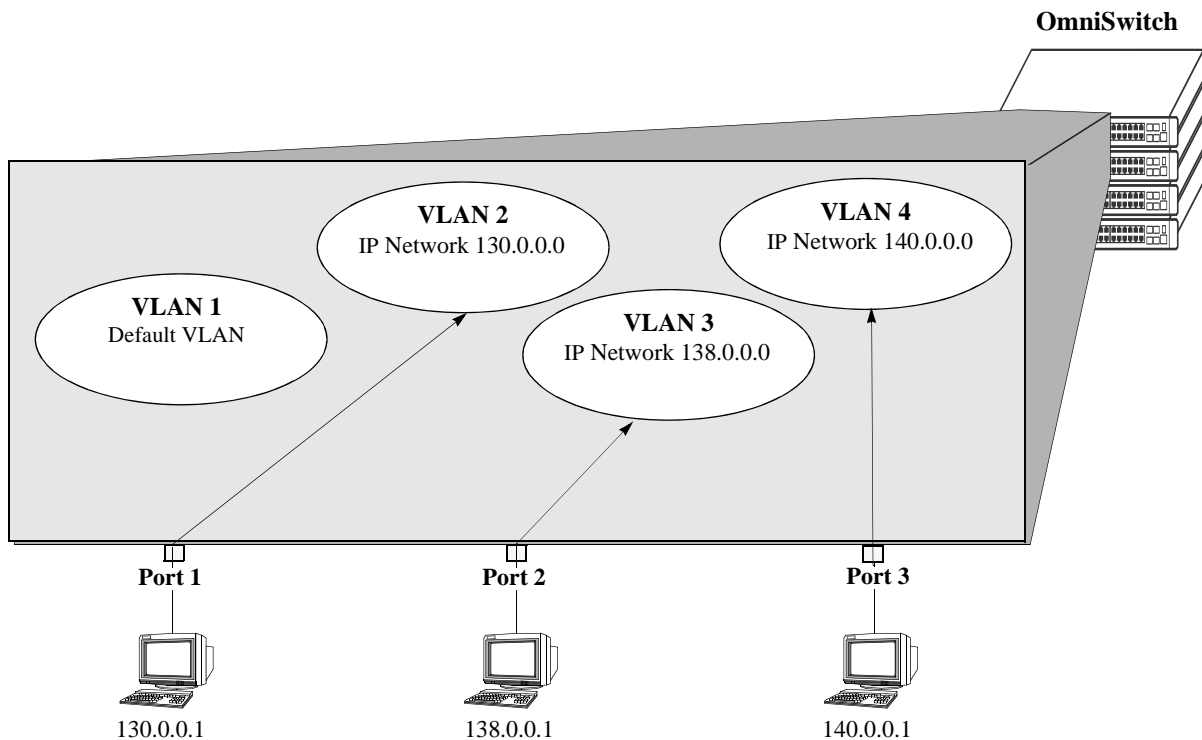 OmniSwitch
VLAN 2
IP Network 130.0.0.0
VLAN 4
IP Network 140.0.0.0
VLAN 1
Default VLAN
VLAN 3
IP Network 138.0.0.0
Port 1
Port 2
Port 3
130.0.0.1
138.0.0.1
140.0.0.1